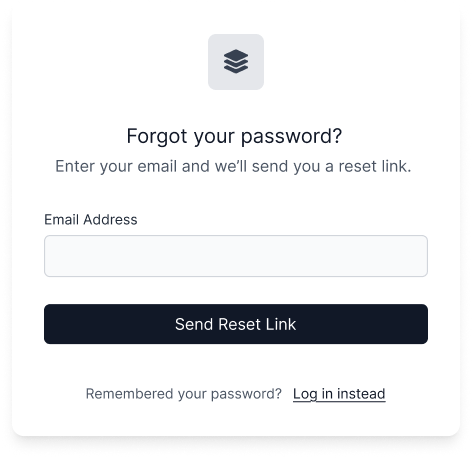 Forgot your password?
Enter your email and we’ll send you a reset link.
Email Address
Send Reset Link
Remembered your password? Log in instead